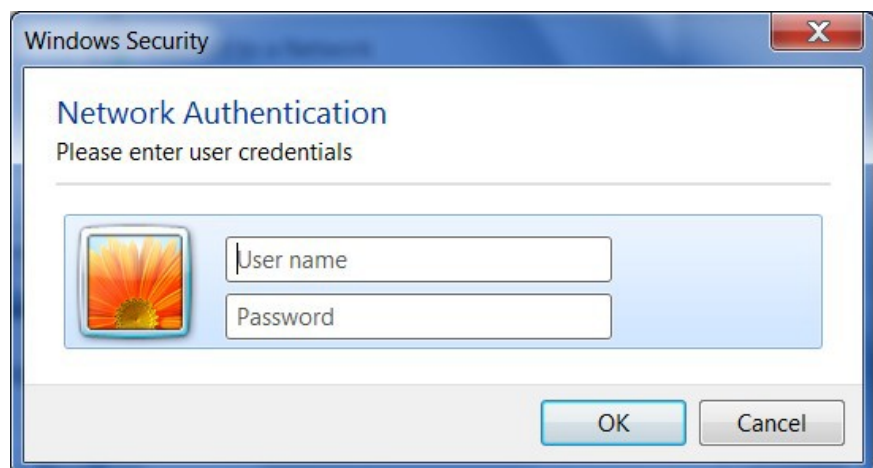 Windows Security
Network Authentication
Please enter user credentials
User name
Password
OK
Cancel